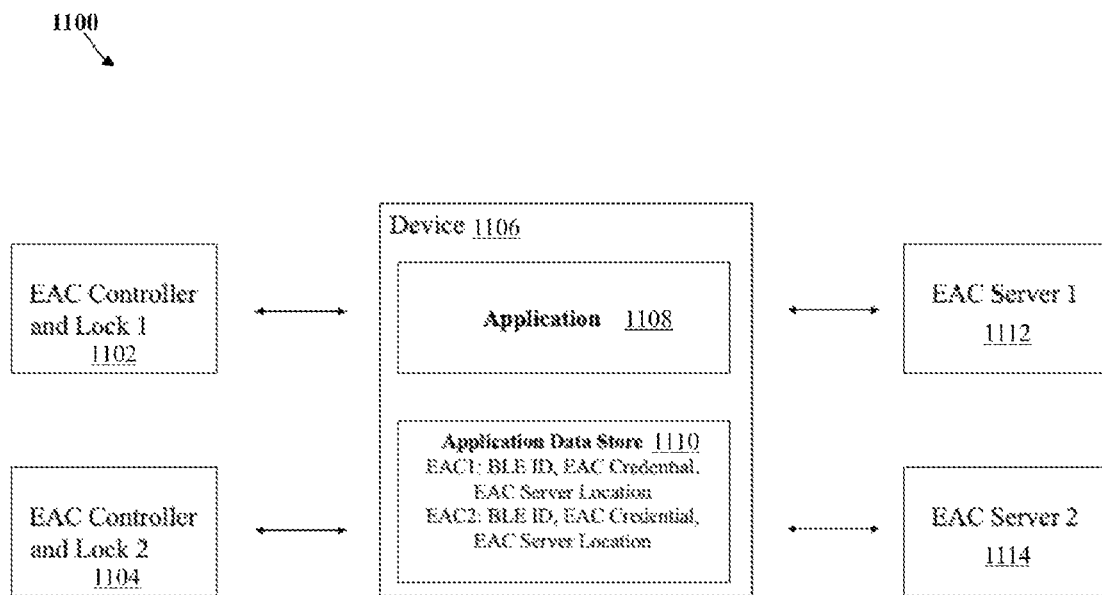 1100
Device 1106
EAC Controller
and Lock 1
1102
Application 1108
EAC Server 1
1112
Application Data Store 1110
EAC1: BLE ID, EAC Credential,
EAC Server Location
EAC2: BLE ID, EAC Credential,
EAC Server Location
EAC Controller
and Lock 2
1104
EAC Server 2
1114